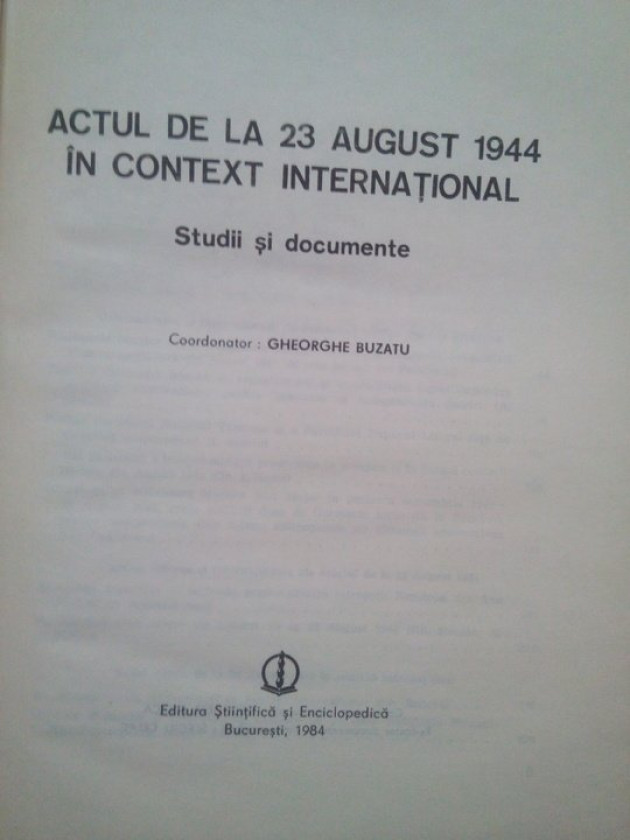 ACTUL DE LA 23 AUGUST 1944
ÎN CONTEXT INTERNAȚIONAL
Studii și documente
Coordonator : GHEORGHE BUZATU
Editura Științifică și Enciclopedică
București, 1984